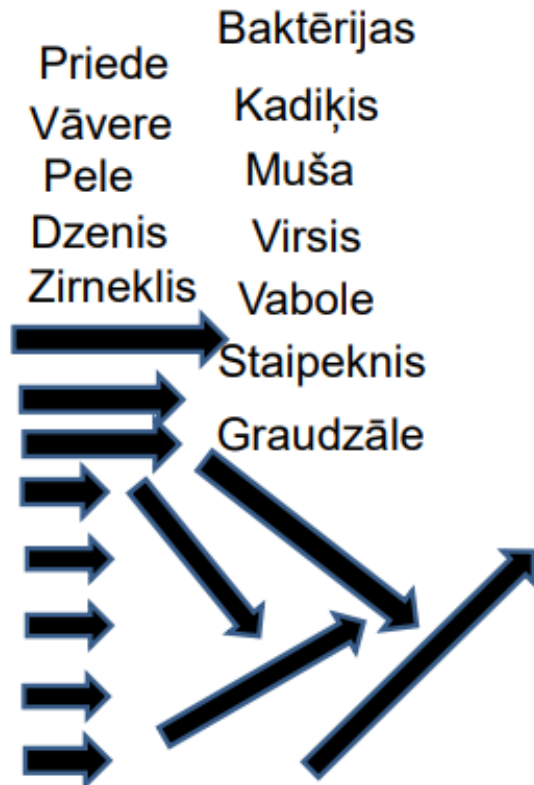 Priede
Vāvere
Pele
Dzenis
Zirneklis
Baktērijas
Kadiķis
Muša
Virsis
Vabole
Staipeknis
Graudzāle